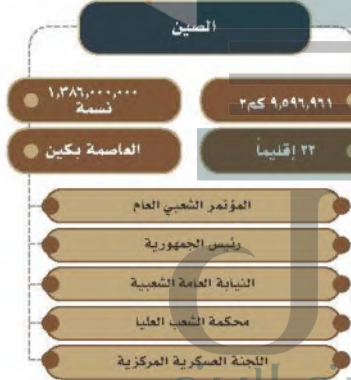 الصين
٩,٥٩٦,٩٦١ كم٢
١,٣٨٦,٠٠٠,٠٠٠
نسمة
٢٢ إقليماً
العاصمة بكين
المؤتمر الشعبي العام
رئيس الجمهورية
النيابة العامة الشعبية
محكمة الشعب العليا
اللجنة العسكرية المركزية